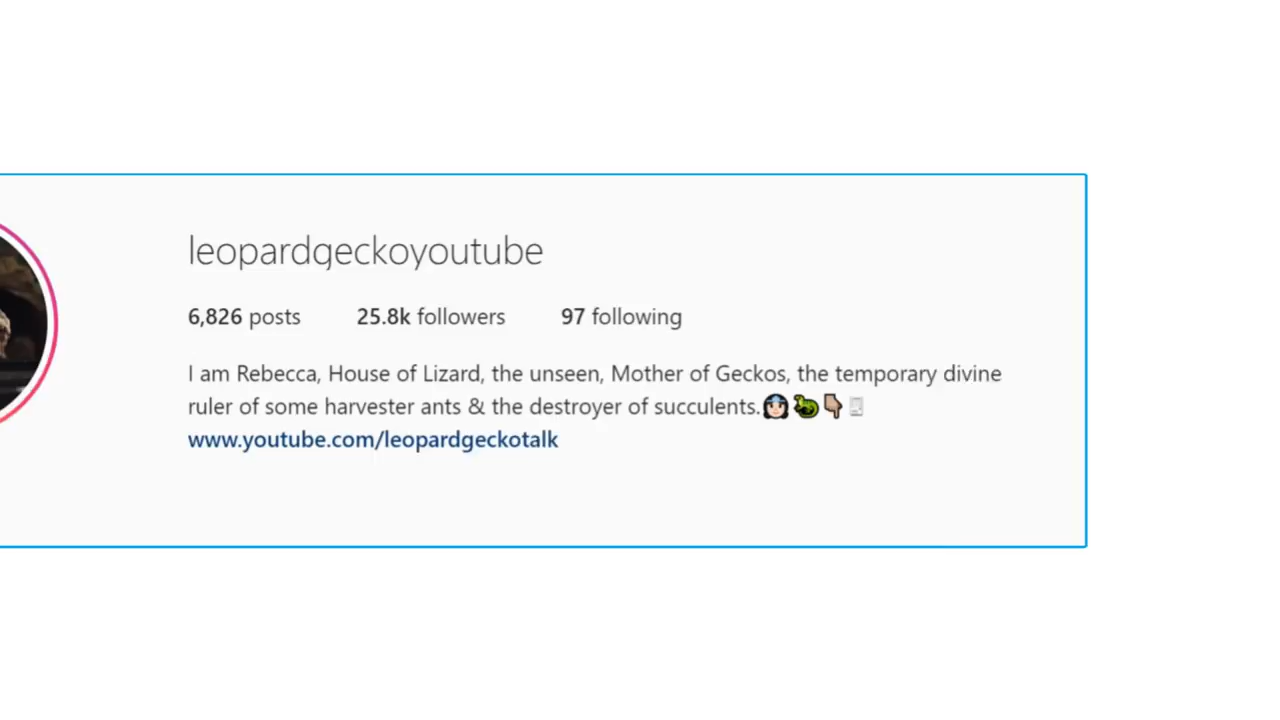 leopardgeckoyoutube
6,826 posts 25.8k followers 97 following
I am Rebecca, House of Lizard, the unseen, Mother of Geckos, the temporary divine
ruler of some harvester ants & the destroyer of succulents.
www.youtube.com/leopardgeckotalk